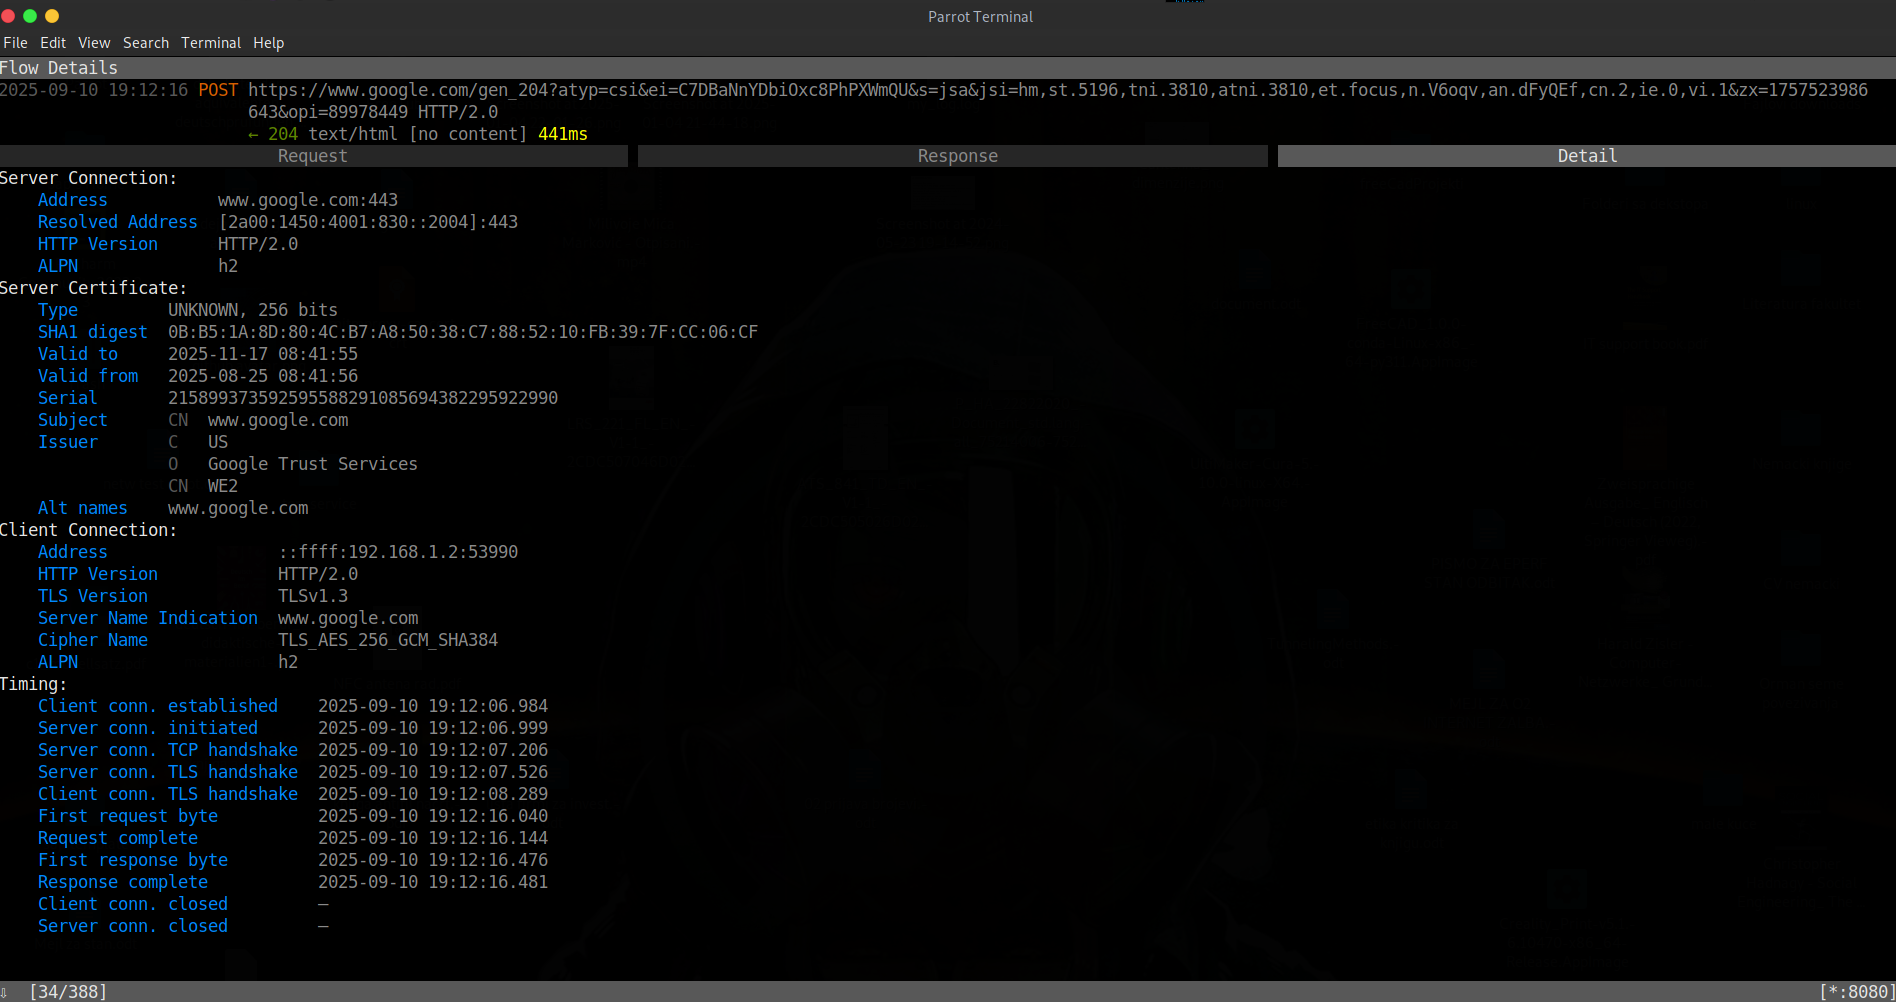 Parrot Terminal
File Edit View Search Terminal Help
Flow Details
2025-09-10 19:12:16 POST https://www.google.com/gen_204?atyp=csi&ei=C7DBaNnYDbiOxc8PhPXWmQU&s=jsa&jsi=hm,st.5196,tni.3810,atni.3810,et.focus,n.V6oqv,an.dFyQEf,cn.2,ie.0,vi.1&zx=1757523986
643&opi=89978449 HTTP/2.0
← 204 text/html [no content] 441ms
Request Response Detail
Server Connection:
Address www.google.com:443
Resolved Address [2a00:1450:4001:830::2004]:443
HTTP Version HTTP/2.0
ALPN h2
Server Certificate:
Type UNKNOWN, 256 bits
SHA1 digest 0B:B5:1A:8D:80:4C:B7:A8:50:38:C7:88:52:10:FB:39:7F:CC:06:CF
Valid to 2025-11-17 08:41:55
Valid from 2025-08-25 08:41:56
Serial 215899373592595588291085694382295922990
Subject CN www.google.com
Issuer C US
O Google Trust Services
CN WE2
Alt names www.google.com
Client Connection:
Address ::ffff:192.168.1.2:53990
HTTP Version HTTP/2.0
TLS Version TLSv1.3
Server Name Indication www.google.com
Cipher Name TLS_AES_256_GCM_SHA384
ALPN h2
Timing:
Client conn. established 2025-09-10 19:12:06.984
Server conn. initiated 2025-09-10 19:12:06.999
Server conn. TCP handshake 2025-09-10 19:12:07.206
Server conn. TLS handshake 2025-09-10 19:12:07.526
Client conn. TLS handshake 2025-09-10 19:12:08.289
First request byte 2025-09-10 19:12:16.040
Request complete 2025-09-10 19:12:16.144
First response byte 2025-09-10 19:12:16.476
Response complete 2025-09-10 19:12:16.481
Client conn. closed –
Server conn. closed –
⇩ [34/388] [*:8080]